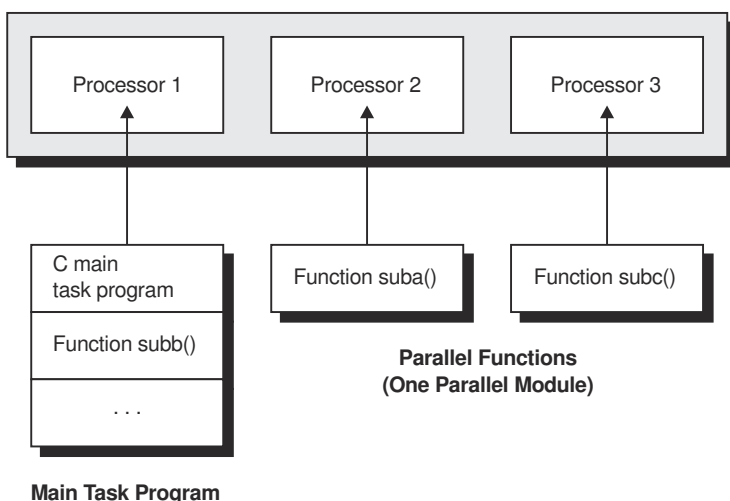 Processor 1
Processor 2
Processor 3
C main
task program
Function subb()
. . .
Function suba()
Function subc()
Parallel Functions
(One Parallel Module)
Main Task Program